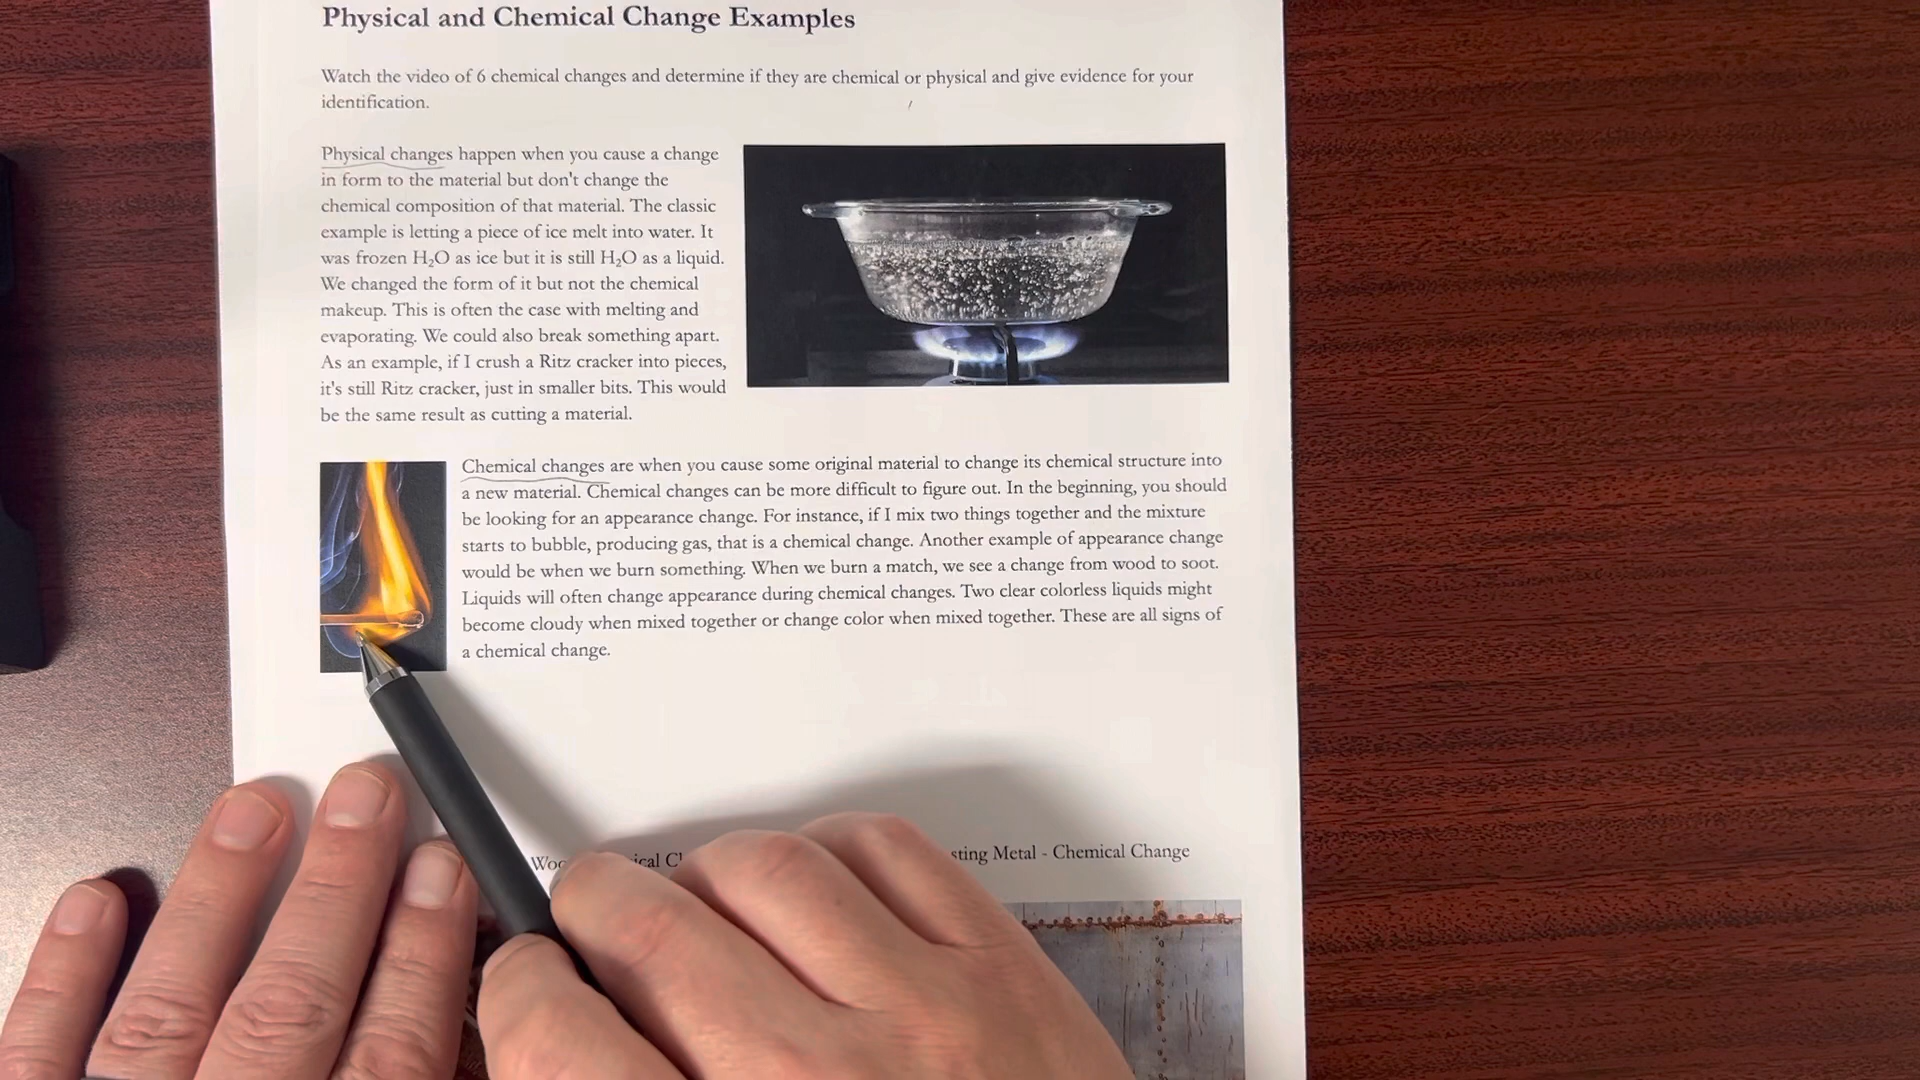 Physical and Chemical Change Examples
Watch the video of 6 chemical changes and determine if they are chemical or physical and give evidence for your
identification.
Physical changes happen when you cause a change
in form to the material but don't change the
chemical composition of that material. The classic
example is letting a piece of ice melt into water. It
was frozen H₂O as ice but it is still H₂O as a liquid.
We changed the form of it but not the chemical
makeup. This is often the case with melting and
evaporating. We could also break something apart.
As an example, if I crush a Ritz cracker into pieces,
it's still Ritz cracker, just in smaller bits. This would
be the same result as cutting a material.
Chemical changes are when you cause some original material to change its chemical structure into
a new material. Chemical changes can be more difficult to figure out. In the beginning, you should
be looking for an appearance change. For instance, if I mix two things together and the mixture
starts to bubble, producing gas, that is a chemical change. Another example of appearance change
would be when we burn something. When we burn a match, we see a change from wood to soot.
Liquids will often change appearance during chemical changes. Two clear colorless liquids might
become cloudy when mixed together or change color when mixed together. These are all signs of
a chemical change.
Metal - Chemical Change